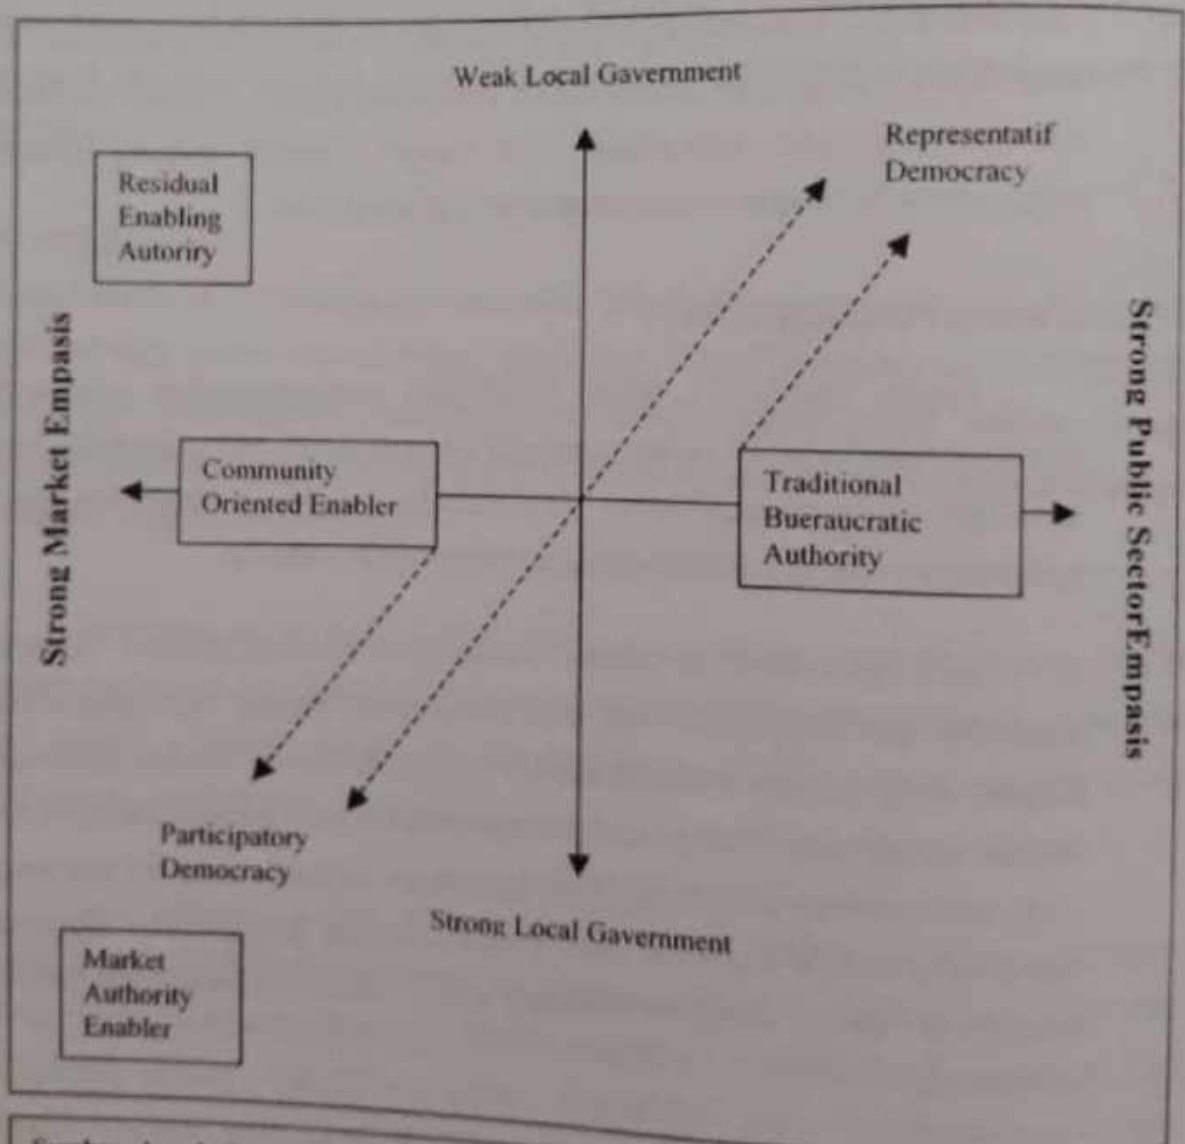 Weak Local Gavernment
Representatif
Democracy
Residual
Enabling
Autoriry
Strong Market Empasis
Strong Public SectorEmpasis
Community
Oriented Enabler
Traditional
Bueraucratic
Authority
Participatory
Democracy
Strong Local Gavernment
Market
Authority
Enabler